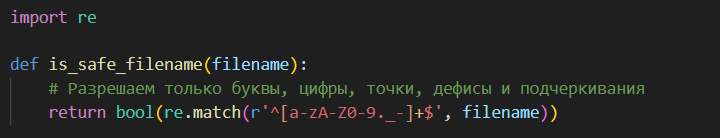 import re
def is_safe_filename(filename):
# Разрешаем только буквы, цифры, точки, дефисы и подчеркивания
return bool(re.match(r'^[a-zA-Z0-9._-]+$', filename))